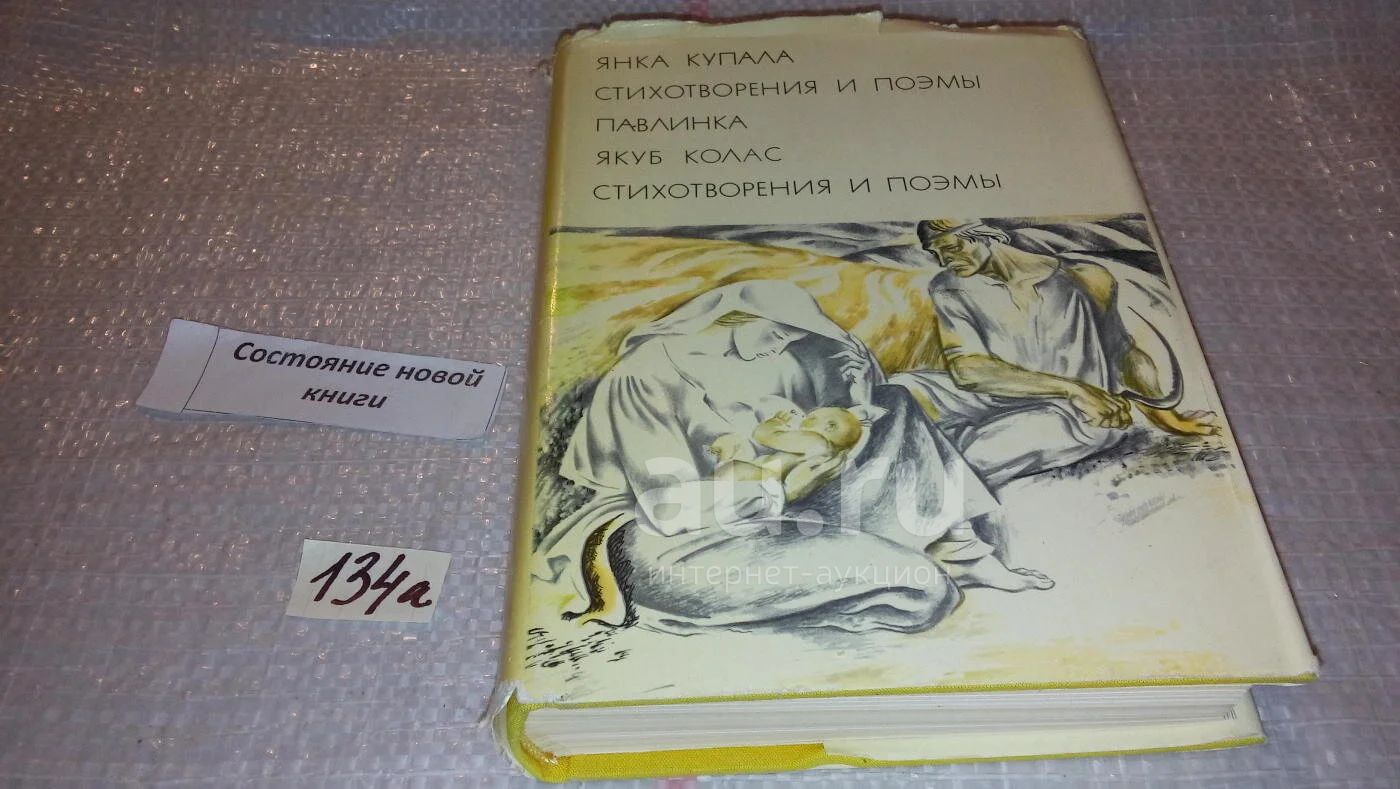 ЯНКА КУПАЛА
СТИХОТВОРЕНИЯ И ПОЭМЫ
ПАВЛИНКА
ЯКУБ КОЛАС
СТИХОТВОРЕНИЯ И ПОЭМЫ
Состояние новой
книги
134а
au.ru
интернет-аукцион